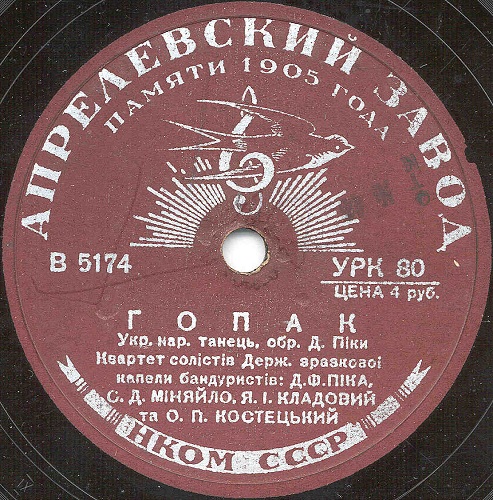 АПРЕЛЕВСКИЙ ЗАВОД
ПАМЯТИ 1905 ГОДА
В 5174
УРК 80
ЦЕНА 4 руб.
ГОПАК
Укр. нар. танець, обр. Д. Піки
Квартет солістів Держ. зразкової
капели бандуристів: Д.Ф. ПІКА,
С. Д. МІНЯЙЛО, Я. І. КЛАДОВИЙ
та О. П. КОСТЕЦЬКИЙ
НКОМ СССР